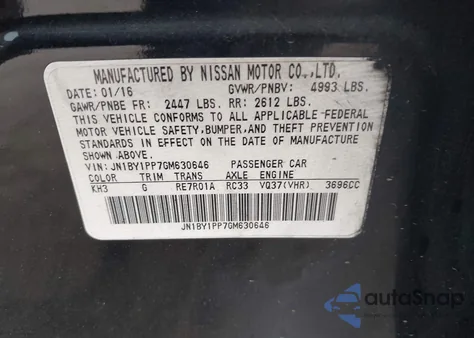 MANUFACTURED BY NISSAN MOTOR CO.,LTD.
DATE: 01/16 GVWR/PNBV: 4993 LBS.
GAWR/PNBE FR: 2447 LBS. RR: 2612 LBS.
THIS VEHICLE CONFORMS TO ALL APPLICABLE FEDERAL
MOTOR VEHICLE SAFETY,BUMPER,AND THEFT PREVENTION
STANDARDS IN EFFECT ON THE DATE OF MANUFACTURE
SHOWN ABOVE.
VIN: JN1BY1PP7GM630646 PASSENGER CAR
COLOR TRIM TRANS AXLE ENGINE
KH3 G RE7R01A RC33 VQ37(VHR) 3696CC
JN1BY1PP7GM630646
autoSnap